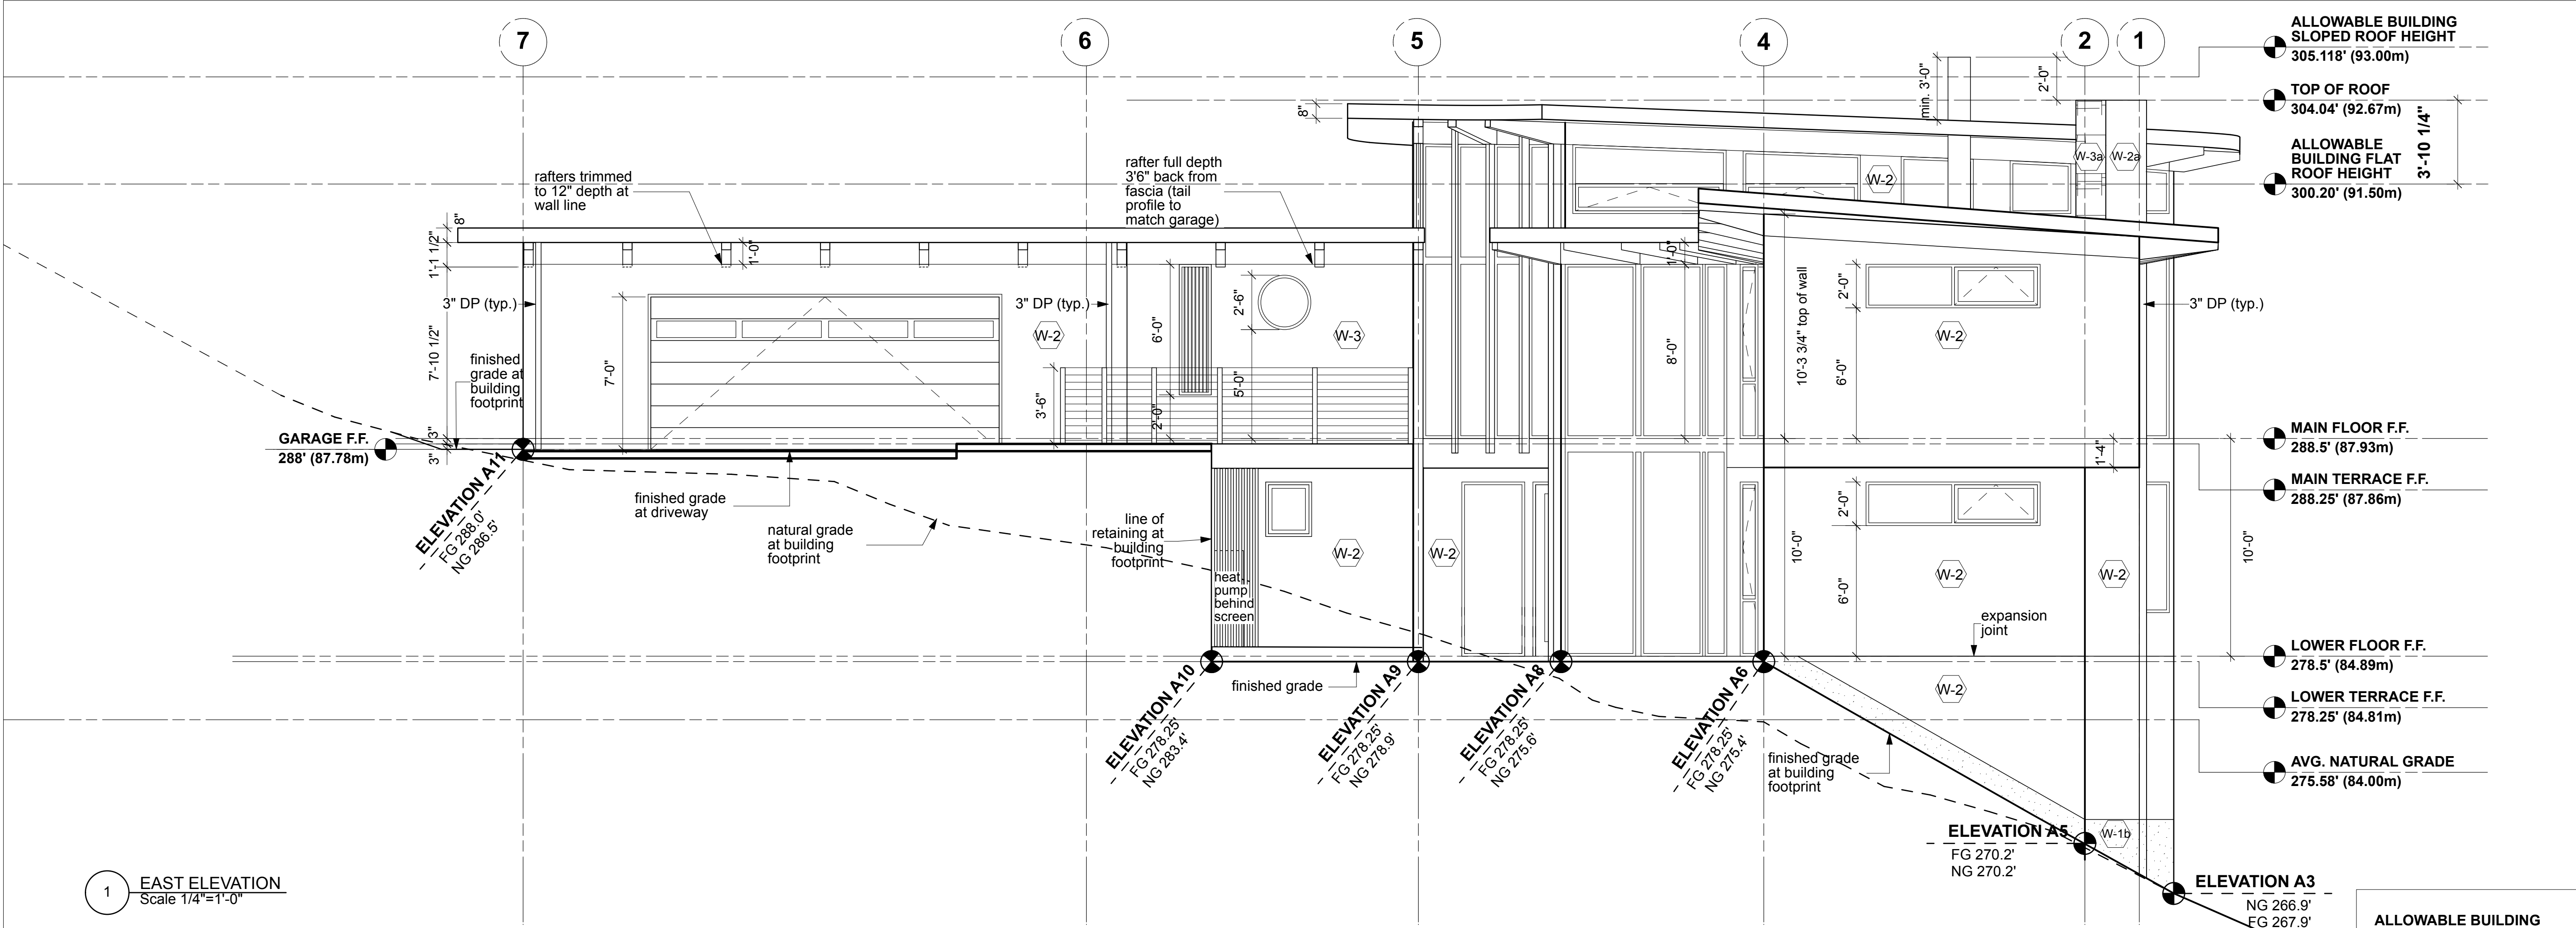 7
6
5
4
2
1
ALLOWABLE BUILDING
SLOPED ROOF HEIGHT
305.118' (93.00m)
TOP OF ROOF
304.04' (92.67m)
ALLOWABLE
BUILDING FLAT
ROOF HEIGHT
300.20' (91.50m)
3'-10 1/4"
min. 3'-0"
2'-0"
8"
W-3a
W-2a
W-2
rafters trimmed
to 12" depth at
wall line
rafter full depth
3'6" back from
fascia (tail
profile to
match garage)
8"
1'-1 1/2"
1'-0"
1'-0"
3" DP (typ.)
3" DP (typ.)
3" DP (typ.)
7'-10 1/2"
finished
grade at
building
footprint
7'-0"
W-2
6'-0"
2'-6"
W-3
3'-6"
2'-0"
5'-0"
8'-0"
10'-3 3/4" top of wall
2'-0"
6'-0"
W-2
3"
3"
GARAGE F.F.
288' (87.78m)
MAIN FLOOR F.F.
288.5' (87.93m)
1'-4"
MAIN TERRACE F.F.
288.25' (87.86m)
ELEVATION A11
FG 288.0'
NG 286.5'
finished grade
at driveway
natural grade
at building
footprint
line of
retaining at
building
footprint
heat
pump
behind
screen
W-2
W-2
10'-0"
2'-0"
6'-0"
W-2
W-2
10'-0"
expansion
joint
LOWER FLOOR F.F.
278.5' (84.89m)
finished grade
W-2
LOWER TERRACE F.F.
278.25' (84.81m)
ELEVATION A10
FG 278.25'
NG 283.4'
ELEVATION A9
FG 278.25'
NG 278.9'
ELEVATION A8
FG 278.25'
NG 275.6'
ELEVATION A6
FG 278.25'
NG 275.4'
finished grade
at building
footprint
AVG. NATURAL GRADE
275.58' (84.00m)
ELEVATION A5
FG 270.2'
NG 270.2'
W-1b
ELEVATION A3
NG 266.9'
FG 267.9'
1
EAST ELEVATION
Scale 1/4"=1'-0"
ALLOWABLE BUILDING